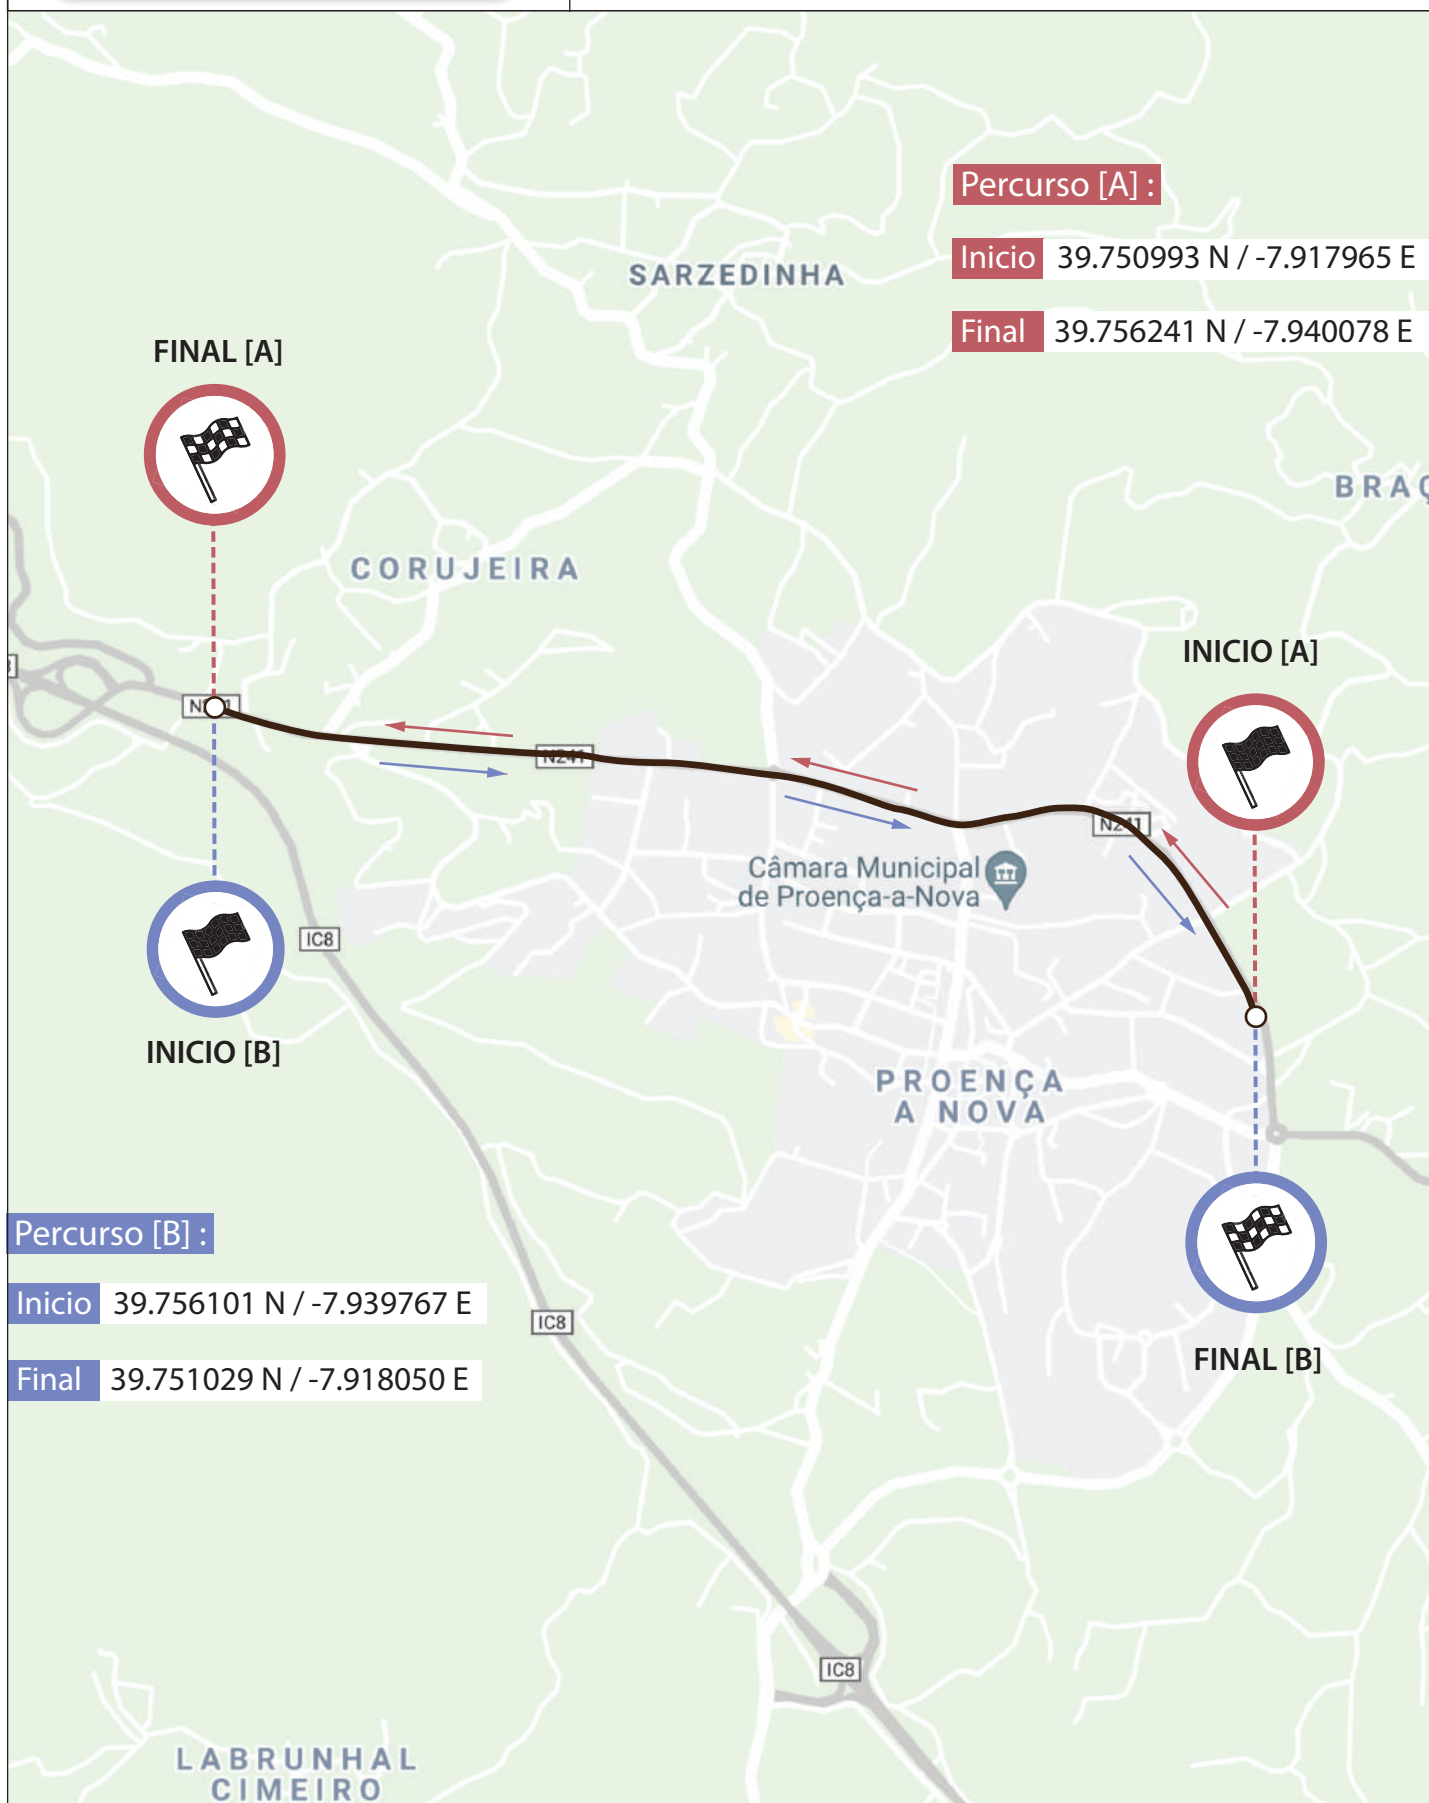 Percurso [A] :
Inicio 39.750993 N / -7.917965 E
SARZEDINHA
Final 39.756241 N / -7.940078 E
FINAL [A]
CORUJEIRA
INICIO [A]
N241
N241
Câmara Municipal
de Proença-a-Nova
IC8
INICIO [B]
PROENÇA
A NOVA
Percurso [B] :
Inicio 39.756101 N / -7.939767 E
IC8
Final 39.751029 N / -7.918050 E
FINAL [B]
IC8
LABRUNHAL
CIMEIRO